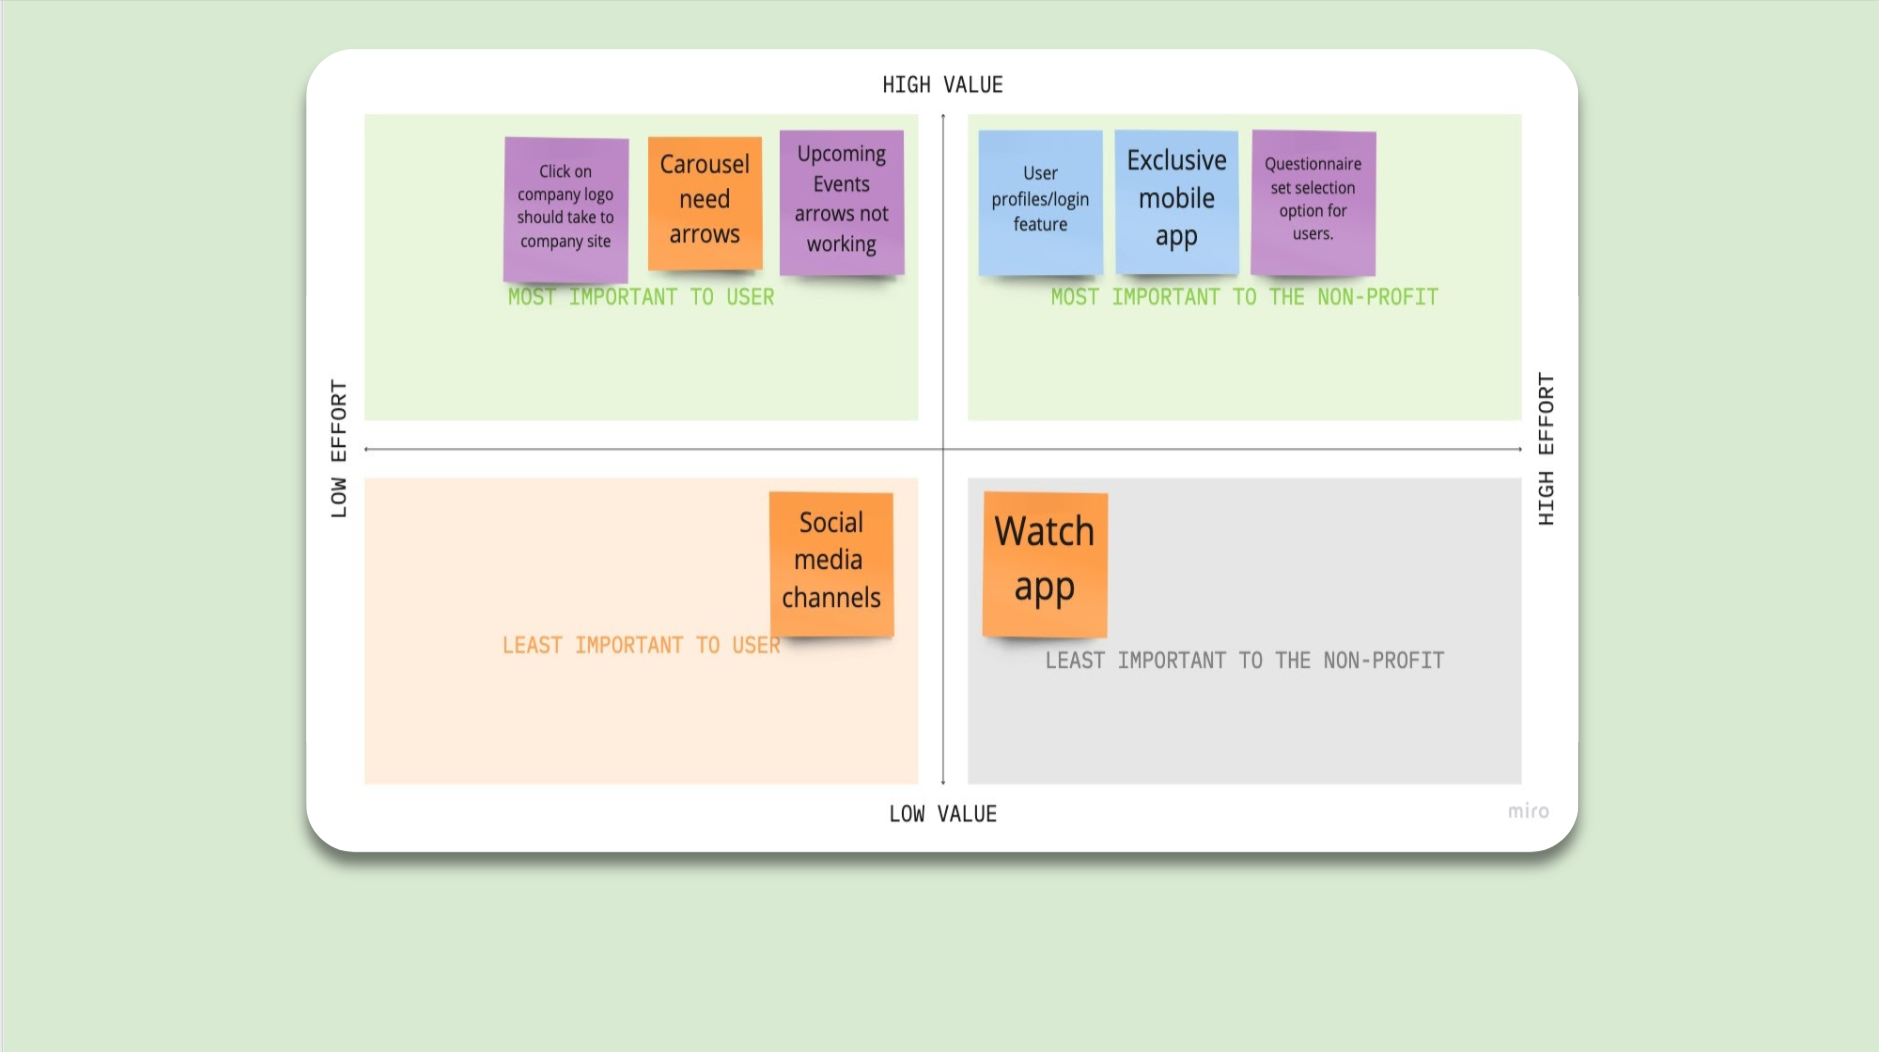 HIGH VALUE
Click on
company logo
should take to
company site
Carousel
need
arrows
Upcoming
Events
arrows not
working
MOST IMPORTANT TO USER
User
profiles/login
feature
Exclusive
mobile
app
Questionnaire
set selection
option for
users.
MOST IMPORTANT TO THE NON-PROFIT
LOW EFFORT
HIGH EFFORT
Social
media
channels
LEAST IMPORTANT TO USER
Watch
app
LEAST IMPORTANT TO THE NON-PROFIT
LOW VALUE
miro